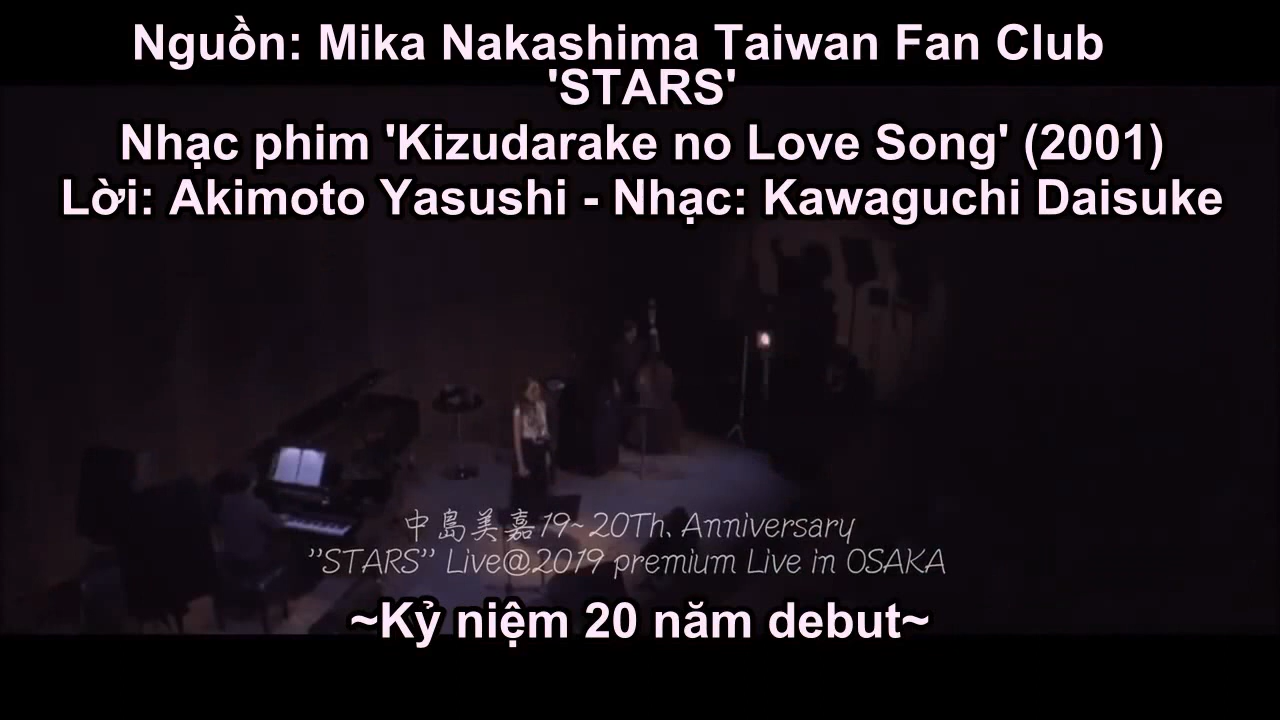 Nguồn: Mika Nakashima Taiwan Fan Club
'STARS'
Nhạc phim 'Kizudarake no Love Song' (2001)
Lời: Akimoto Yasushi - Nhạc: Kawaguchi Daisuke
中島美嘉19~20Th. Anniversary
"STARS" Live@2019 premium Live in OSAKA
~Kỷ niệm 20 năm debut~